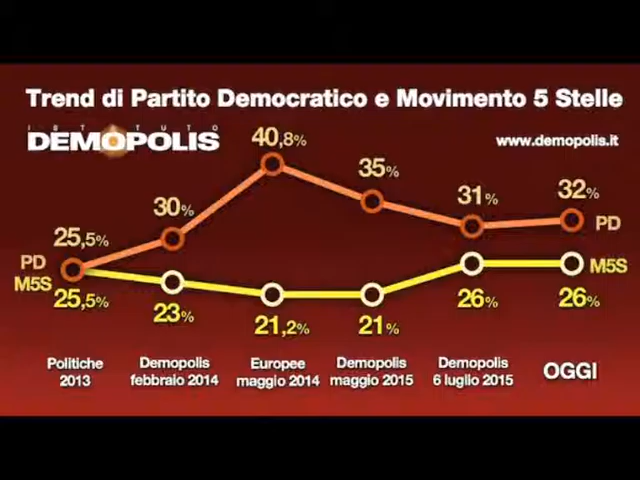 Trend di Partito Democratico e Movimento 5 Stelle
ISTITUTO
DEMOPOLIS
www.demopolis.it
40,8%
35%
30%
31%
32%
25,5%
PD
PD
M5S
M5S
25,5%
23%
21,2%
21%
26%
26%
Politiche
2013
Demopolis
febbraio 2014
Europee
maggio 2014
Demopolis
maggio 2015
Demopolis
6 luglio 2015
OGGI